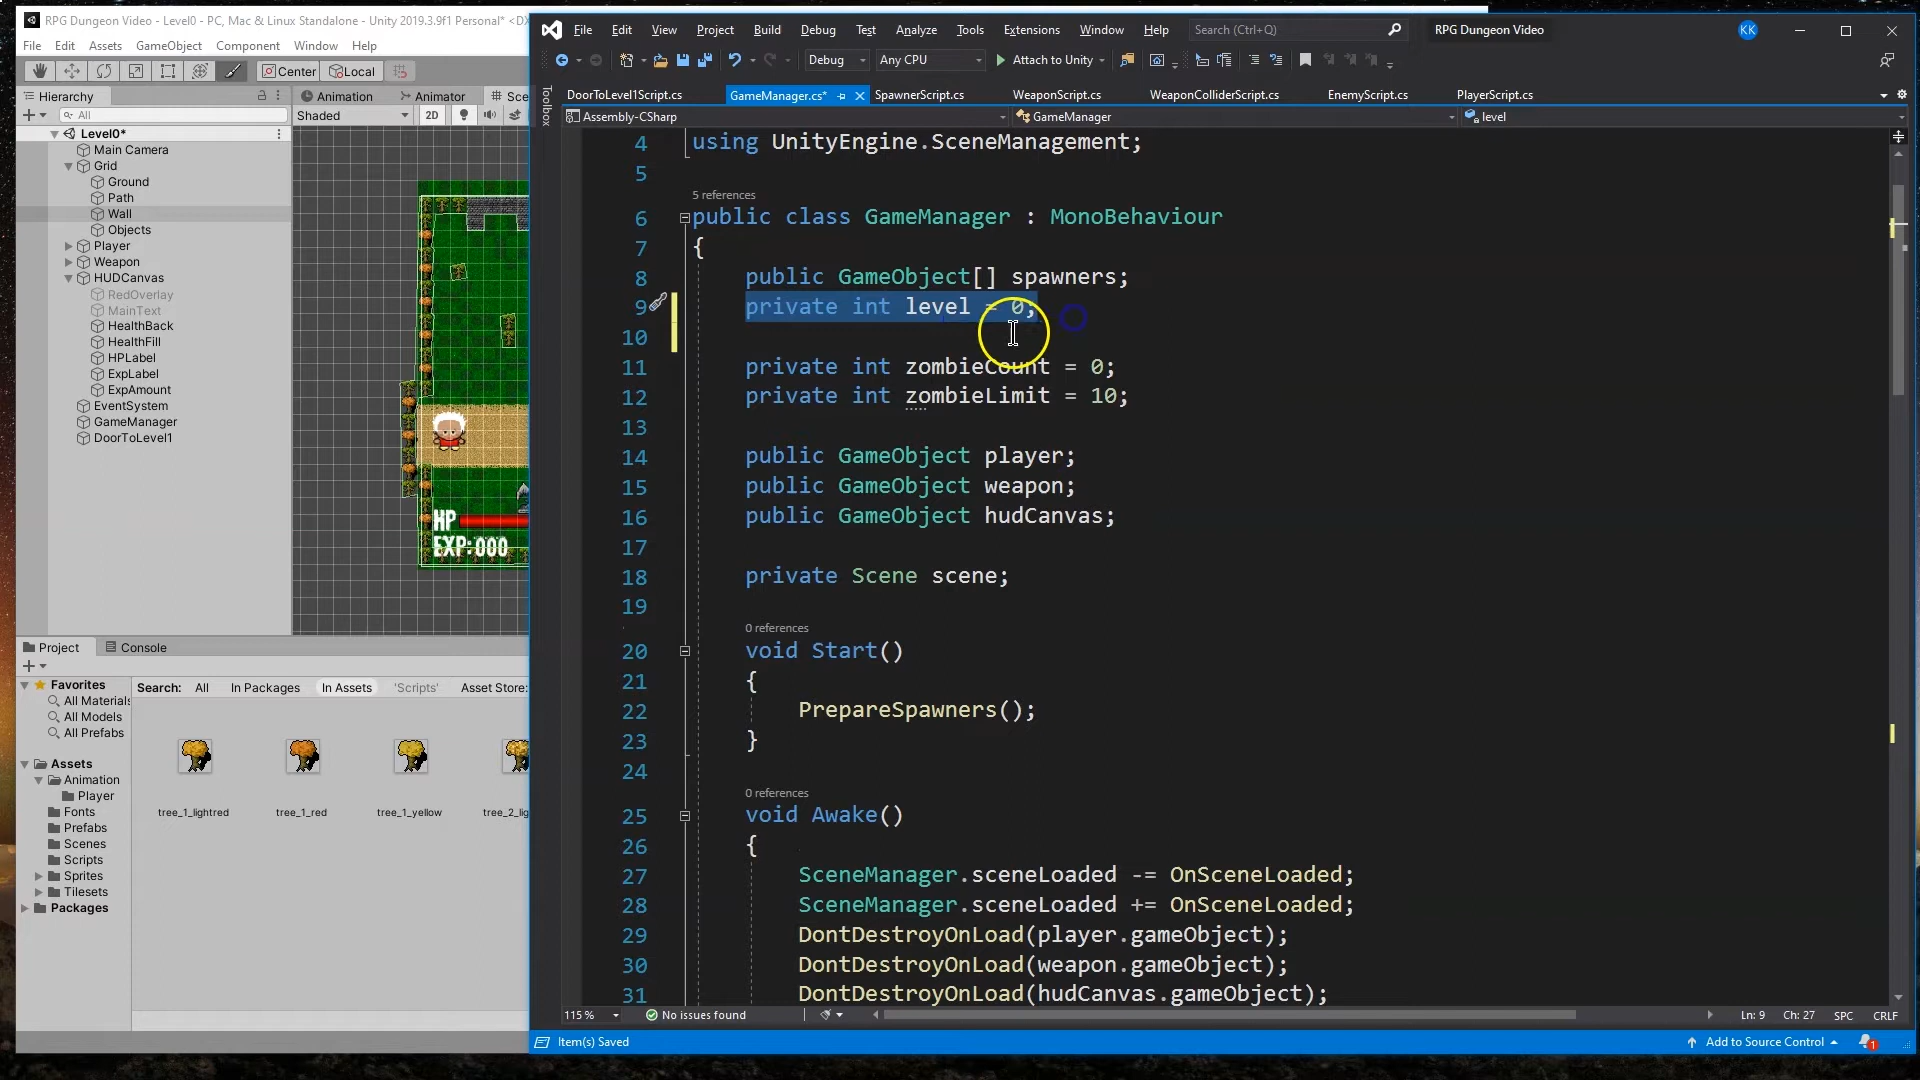 RPG Dungeon Video - Level0 - PC, Mac & Linux Standalone - Unity 2019.3.9f1 Personal* <DX
File Edit Assets GameObject Component Window Help
Center Local
Hierarchy
All
Level0*
Main Camera
Grid
Ground
Path
Wall
Objects
Player
Weapon
HUDCanvas
RedOverlay
MainText
HealthBack
HealthFill
HPLabel
ExpLabel
ExpAmount
EventSystem
GameManager
DoorToLevel1
Animation Animator Sce
Shaded 2D
HP
EXP:000
Project Console
Favorites
All Materials
All Models
All Prefabs
Assets
Animation
Player
Fonts
Prefabs
Scenes
Scripts
Sprites
Tilesets
Packages
Search: All In Packages In Assets 'Scripts' Asset Store:
tree_1_lightred tree_1_red tree_1_yellow tree_2_lig
File Edit View Project Build Debug Test Analyze Tools Extensions Window Help Search (Ctrl+Q) RPG Dungeon Video KK
Debug Any CPU Attach to Unity
Toolbox
DoorToLevel1Script.cs GameManager.cs* SpawnerScript.cs WeaponScript.cs WeaponColliderScript.cs EnemyScript.cs PlayerScript.cs
Assembly-CSharp GameManager level
4 using UnityEngine.SceneManagement;
5
5 references
6 public class GameManager : MonoBehaviour
7 {
8 public GameObject[] spawners;
9 private int level = 0;
10
11 private int zombieCount = 0;
12 private int zombieLimit = 10;
13
14 public GameObject player;
15 public GameObject weapon;
16 public GameObject hudCanvas;
17
18 private Scene scene;
19
0 references
20 void Start()
21 {
22 PrepareSpawners();
23 }
24
0 references
25 void Awake()
26 {
27 SceneManager.sceneLoaded -= OnSceneLoaded;
28 SceneManager.sceneLoaded += OnSceneLoaded;
29 DontDestroyOnLoad(player.gameObject);
30 DontDestroyOnLoad(weapon.gameObject);
31 DontDestroyOnLoad(hudCanvas.gameObject);
115 % No issues found Ln: 9 Ch: 27 SPC CRLF
Item(s) Saved Add to Source Control 1